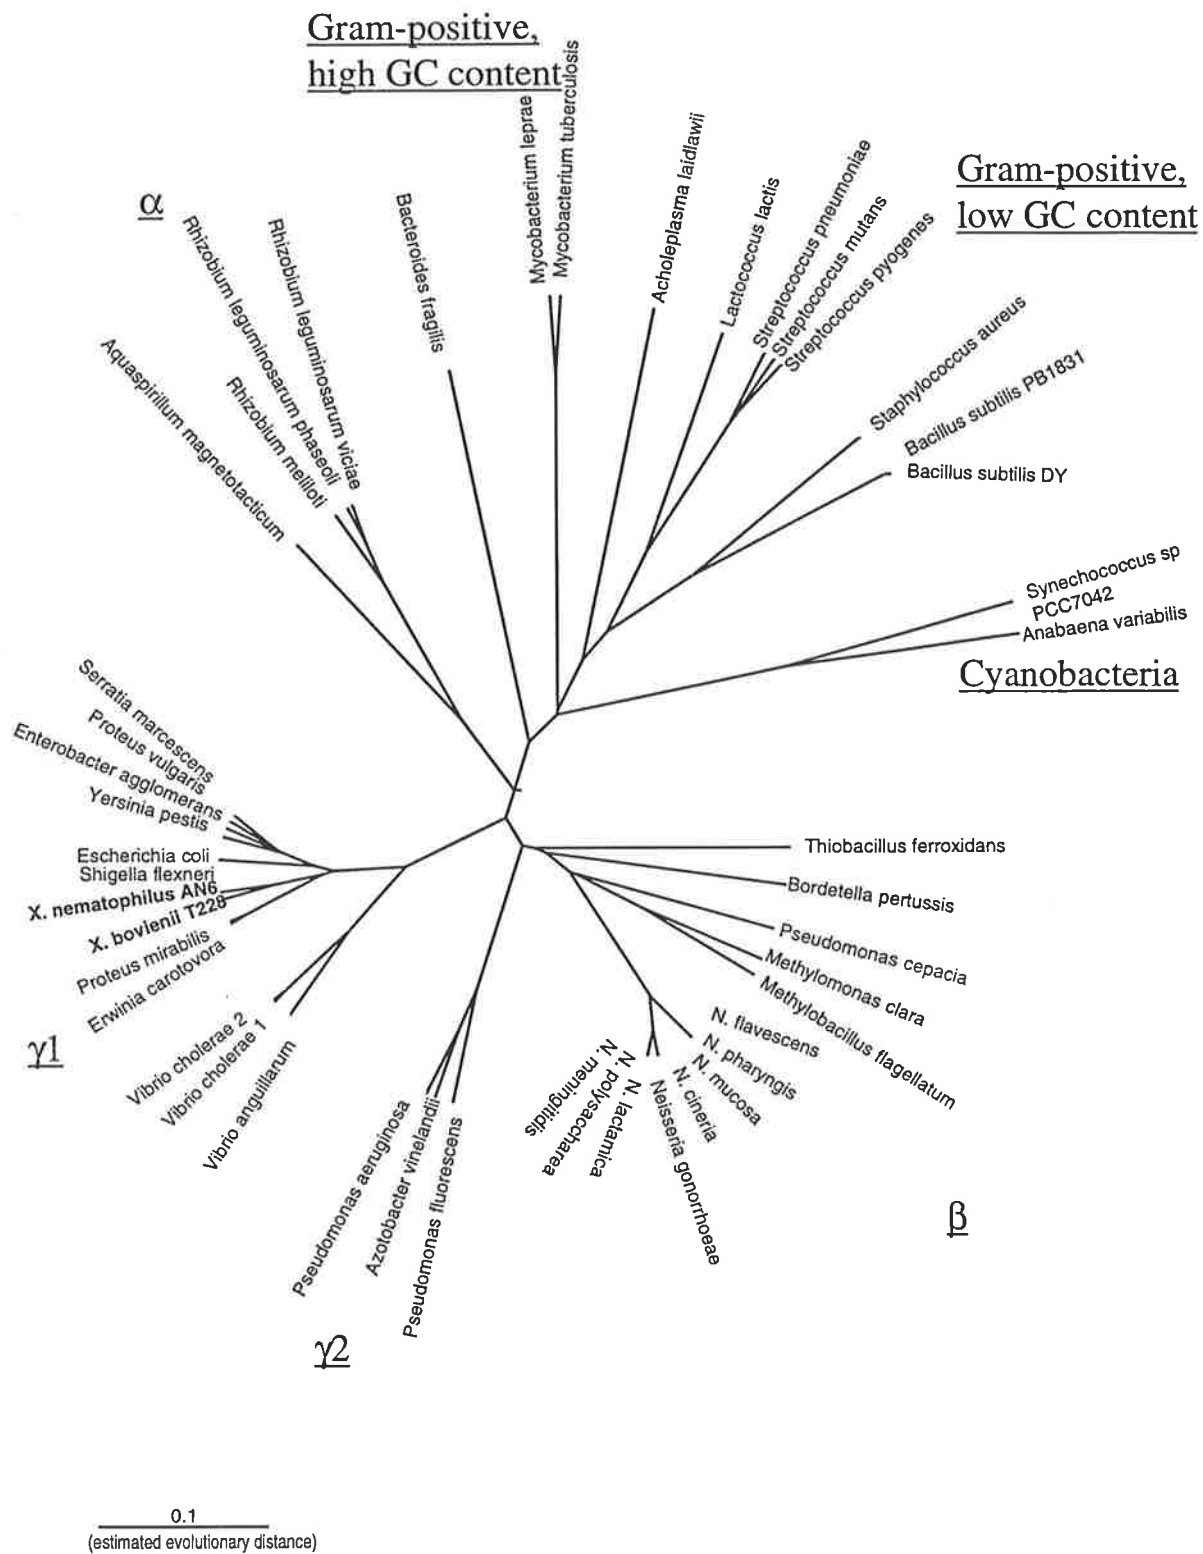 Gram-positive,
high GC content
Mycobacterium leprae
Mycobacterium tuberculosis
Acholeplasma laidlawii
Lactococcus lactis
Streptococcus pneumoniae
Streptococcus mutans
Streptococcus pyogenes
Gram-positive,
low GC content
Staphylococcus aureus
Bacillus subtilis PB1831
Bacillus subtilis DY
Synechococcus sp
PCC7042
Anabaena variabilis
Cyanobacteria
Bacteroides fragilis
α
Rhizobium leguminosarum viciae
Rhizobium leguminosarum phaseoli
Rhizobium meliloti
Aquaspirillum magnetotacticum
Serratia marcescens
Proteus vulgaris
Enterobacter agglomerans
Yersinia pestis
Escherichia coli
Shigella flexneri
X. nematophilus AN6
X. bovienii T228
Proteus mirabilis
Erwinia carotovora
γ1
Vibrio cholerae 2
Vibrio cholerae 1
Vibrio anguillarum
Pseudomonas aeruginosa
Azotobacter vinelandii
Pseudomonas fluorescens
γ2
Thiobacillus ferroxidans
Bordetella pertussis
Pseudomonas cepacia
Methylomonas clara
Methylobacillus flagellatum
N. flavescens
N. pharyngis
N. mucosa
N. cineria
Neisseria gonorrhoeae
N. lactamica
N. polysaccharea
N. meningitidis
β
0.1
(estimated evolutionary distance)